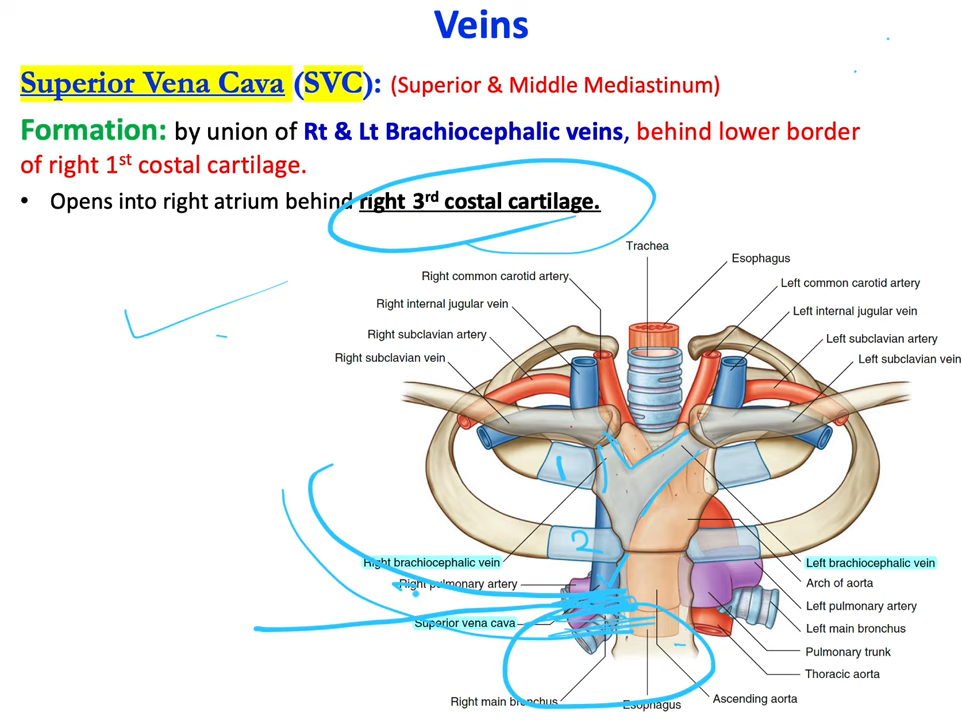 Veins
Superior Vena Cava (SVC): (Superior & Middle Mediastinum)
Formation: by union of Rt & Lt Brachiocephalic veins, behind lower border
of right 1st costal cartilage.
• Opens into right atrium behind right 3rd costal cartilage.
Trachea
Esophagus
Right common carotid artery
Left common carotid artery
Right internal jugular vein
Left internal jugular vein
Right subclavian artery
Left subclavian artery
Right subclavian vein
Left subclavian vein
1
2
Right brachiocephalic vein
Left brachiocephalic vein
Right pulmonary artery
Arch of aorta
Left pulmonary artery
Superior vena cava
Left main bronchus
Pulmonary trunk
Thoracic aorta
Right main bronchus
Esophagus
Ascending aorta